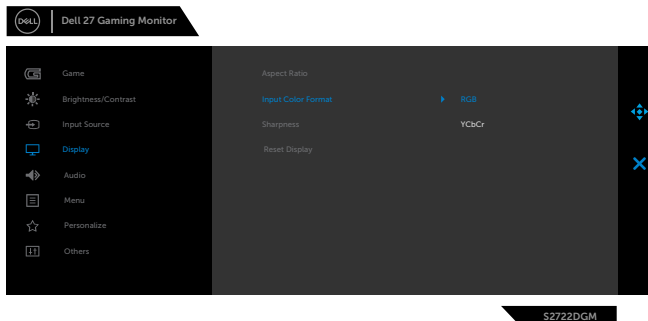 DELL
Dell 27 Gaming Monitor
Game
Aspect Ratio
Brightness/Contrast
Input Color Format
RGB
Input Source
Sharpness
YCbCr
Display
Reset Display
Audio
Menu
Personalize
Others
S2722DGM